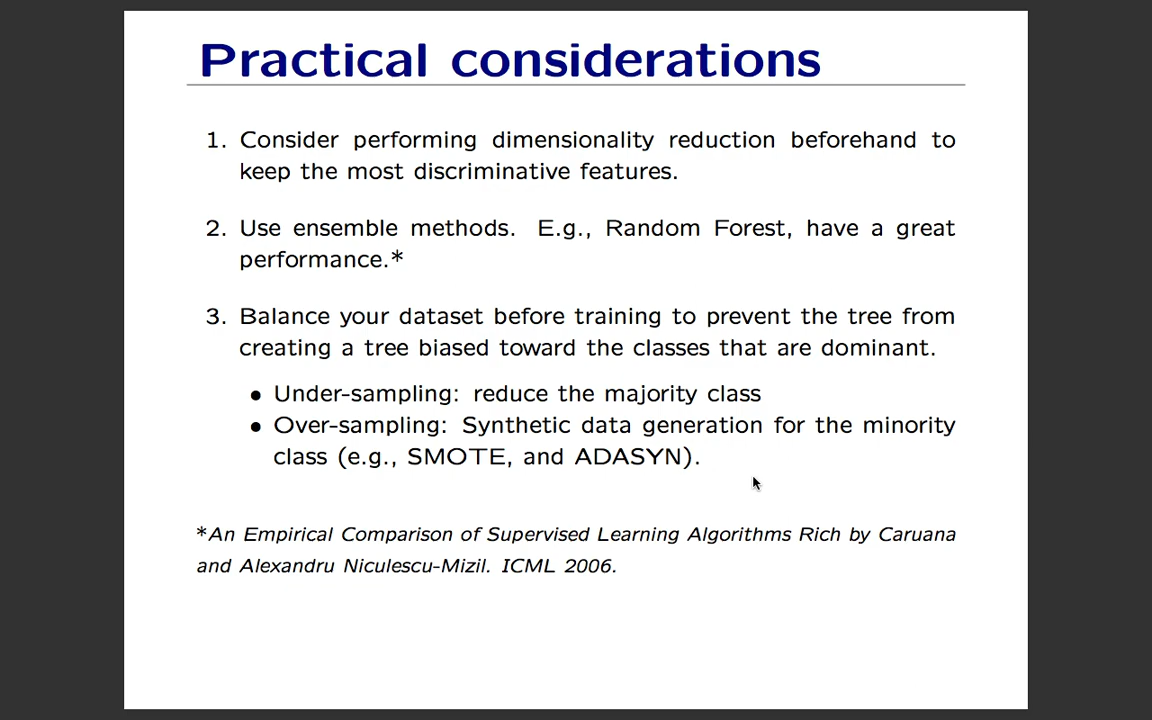 Practical considerations
1. Consider performing dimensionality reduction beforehand to
keep the most discriminative features.
2. Use ensemble methods. E.g., Random Forest, have a great
performance.*
3. Balance your dataset before training to prevent the tree from
creating a tree biased toward the classes that are dominant.
● Under-sampling: reduce the majority class
● Over-sampling: Synthetic data generation for the minority
class (e.g., SMOTE, and ADASYN).
*An Empirical Comparison of Supervised Learning Algorithms Rich by Caruana
and Alexandru Niculescu-Mizil. ICML 2006.